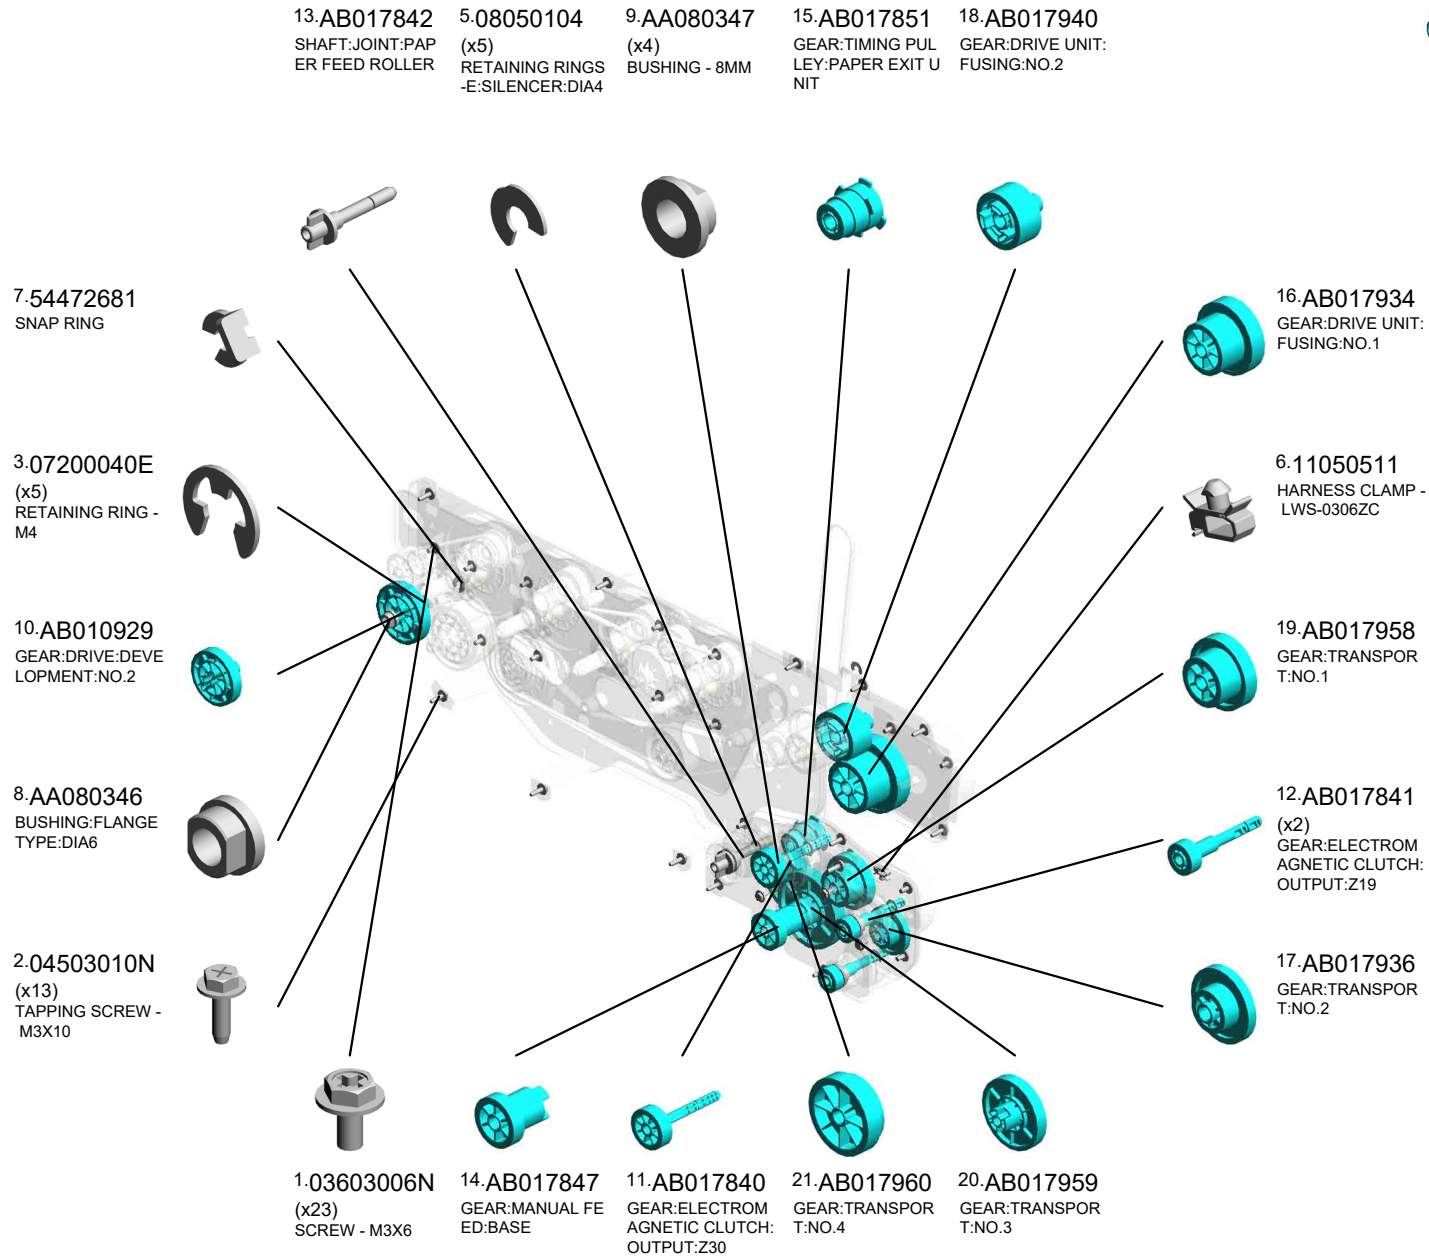 13.AB017842
SHAFT:JOINT:PAP
ER FEED ROLLER
5.08050104
(x5)
RETAINING RINGS
-E:SILENCER:DIA4
9.AA080347
(x4)
BUSHING - 8MM
15.AB017851
GEAR:TIMING PUL
LEY:PAPER EXIT U
NIT
18.AB017940
GEAR:DRIVE UNIT:
FUSING:NO.2
7.54472681
SNAP RING
16.AB017934
GEAR:DRIVE UNIT:
FUSING:NO.1
3.07200040E
(x5)
RETAINING RING -
M4
6.11050511
HARNESS CLAMP -
LWS-0306ZC
10.AB010929
GEAR:DRIVE:DEVE
LOPMENT:NO.2
19.AB017958
GEAR:TRANSPOR
T:NO.1
8.AA080346
BUSHING:FLANGE
TYPE:DIA6
12.AB017841
(x2)
GEAR:ELECTROM
AGNETIC CLUTCH:
OUTPUT:Z19
2.04503010N
(x13)
TAPPING SCREW -
M3X10
17.AB017936
GEAR:TRANSPOR
T:NO.2
1.03603006N
(x23)
SCREW - M3X6
14.AB017847
GEAR:MANUAL FE
ED:BASE
11.AB017840
GEAR:ELECTROM
AGNETIC CLUTCH:
OUTPUT:Z30
21.AB017960
GEAR:TRANSPOR
T:NO.4
20.AB017959
GEAR:TRANSPOR
T:NO.3